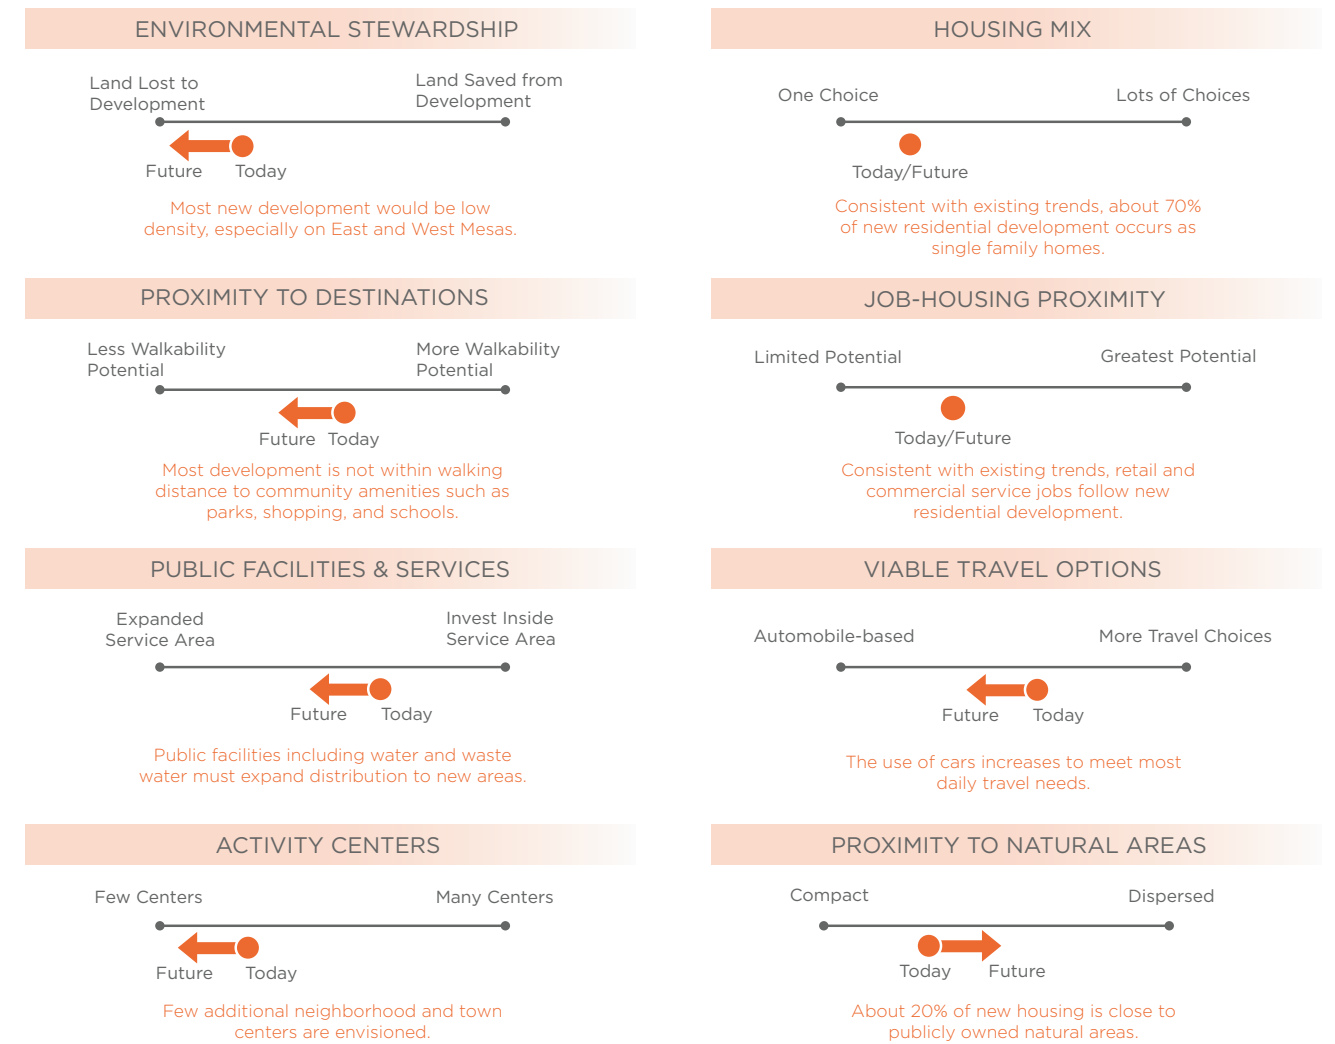 ENVIRONMENTAL STEWARDSHIP
Land Lost to
Development
Land Saved from
Development
Future
Today
Most new development would be low
density, especially on East and West Mesas.
HOUSING MIX
One Choice
Lots of Choices
Today/Future
Consistent with existing trends, about 70%
of new residential development occurs as
single family homes.
PROXIMITY TO DESTINATIONS
Less Walkability
Potential
More Walkability
Potential
Future
Today
Most development is not within walking
distance to community amenities such as
parks, shopping, and schools.
JOB-HOUSING PROXIMITY
Limited Potential
Greatest Potential
Today/Future
Consistent with existing trends, retail and
commercial service jobs follow new
residential development.
PUBLIC FACILITIES & SERVICES
Expanded
Service Area
Invest Inside
Service Area
Future
Today
Public facilities including water and waste
water must expand distribution to new areas.
VIABLE TRAVEL OPTIONS
Automobile-based
More Travel Choices
Future
Today
The use of cars increases to meet most
daily travel needs.
ACTIVITY CENTERS
Few Centers
Many Centers
Future
Today
Few additional neighborhood and town
centers are envisioned.
PROXIMITY TO NATURAL AREAS
Compact
Dispersed
Today
Future
About 20% of new housing is close to
publicly owned natural areas.